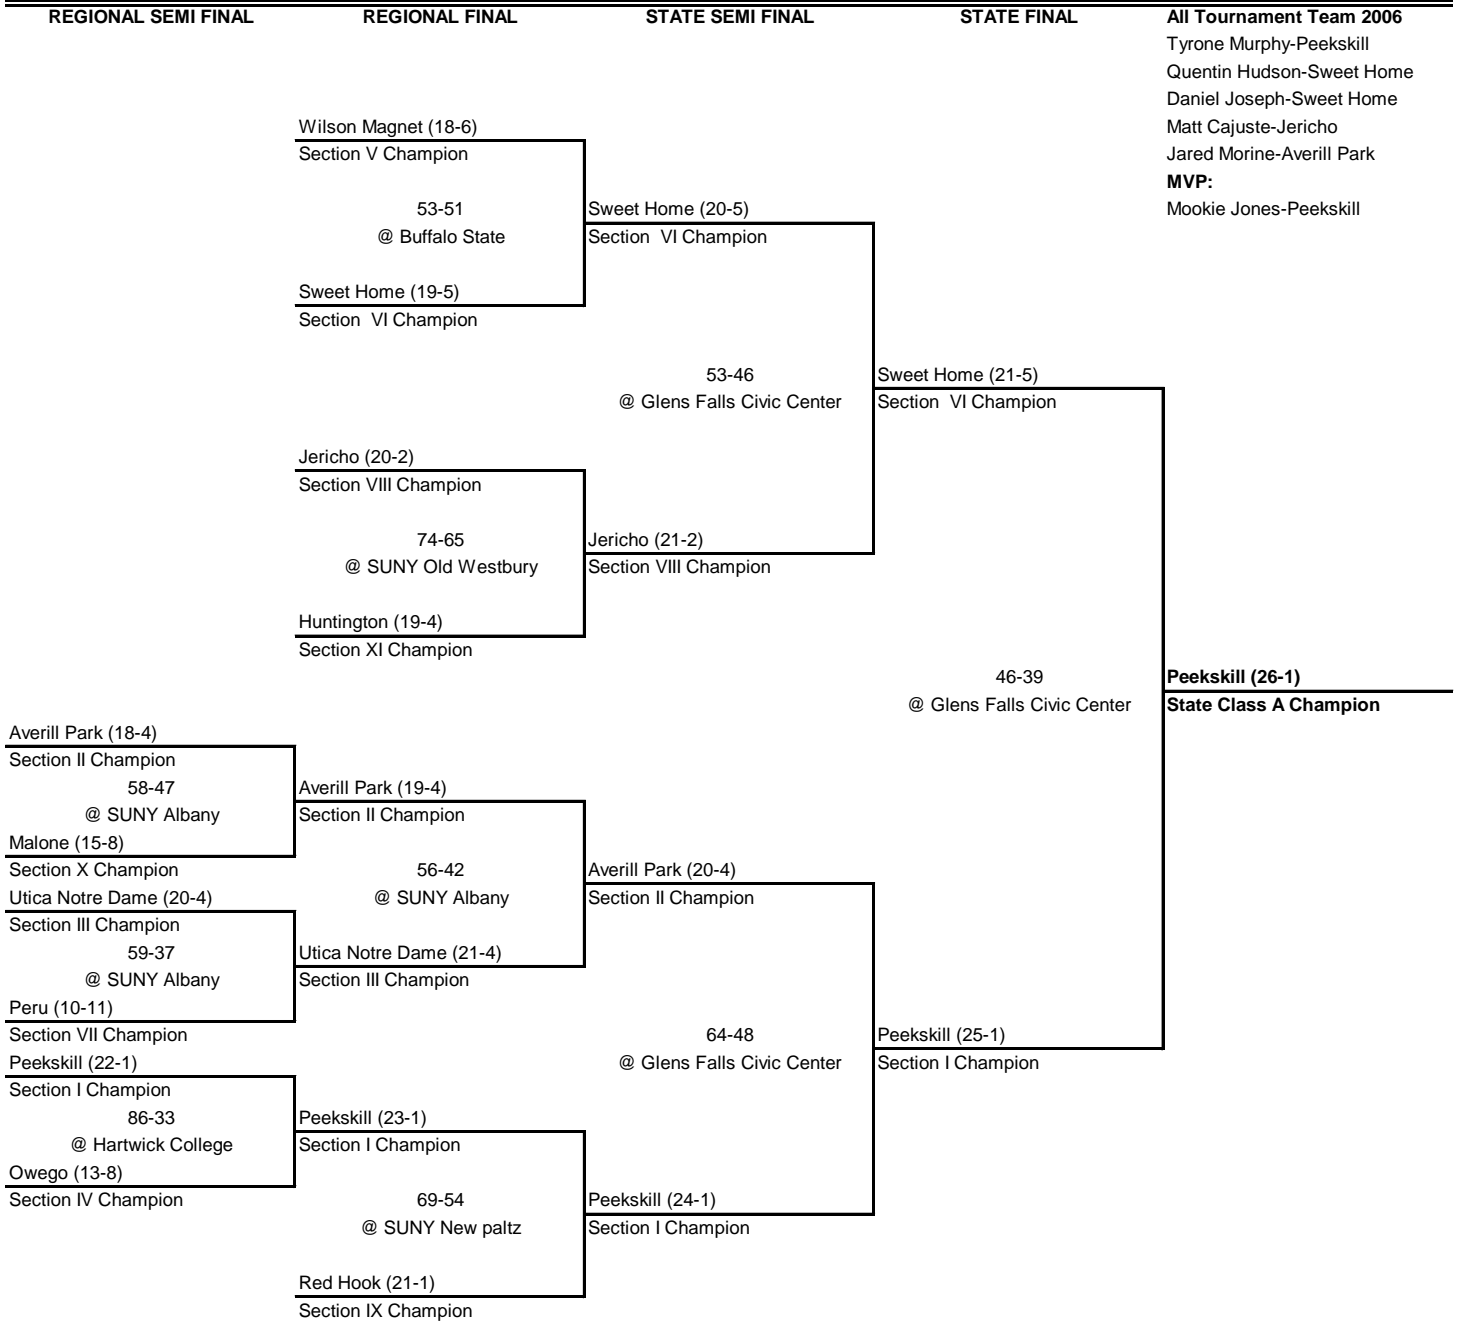 REGIONAL SEMI FINAL REGIONAL FINAL STATE SEMI FINAL STATE FINAL All Tournament Team 2006
Tyrone Murphy-Peekskill
Quentin Hudson-Sweet Home
Daniel Joseph-Sweet Home
Wilson Magnet (18-6) Matt Cajuste-Jericho
Section V Champion Jared Morine-Averill Park
MVP:
53-51 Sweet Home (20-5) Mookie Jones-Peekskill
@ Buffalo State Section  VI Champion
Sweet Home (19-5)
Section  VI Champion
53-46 Sweet Home (21-5)
@ Glens Falls Civic Center Section  VI Champion
Jericho (20-2)
Section VIII Champion
74-65 Jericho (21-2)
@ SUNY Old Westbury Section VIII Champion
Huntington (19-4)
Section XI Champion
46-39 Peekskill (26-1)
@ Glens Falls Civic Center State Class A Champion
Averill Park (18-4)
Section II Champion
58-47 Averill Park (19-4)
@ SUNY Albany Section II Champion
Malone (15-8)
Section X Champion 56-42 Averill Park (20-4)
Utica Notre Dame (20-4) @ SUNY Albany Section II Champion
Section III Champion
59-37 Utica Notre Dame (21-4)
@ SUNY Albany Section III Champion
Peru (10-11)
Section VII Champion 64-48 Peekskill (25-1)
Peekskill (22-1) @ Glens Falls Civic Center Section I Champion
Section I Champion
86-33 Peekskill (23-1)
@ Hartwick College Section I Champion
Owego (13-8)
Section IV Champion 69-54 Peekskill (24-1)
@ SUNY New paltz Section I Champion
Red Hook (21-1)
Section IX Champion